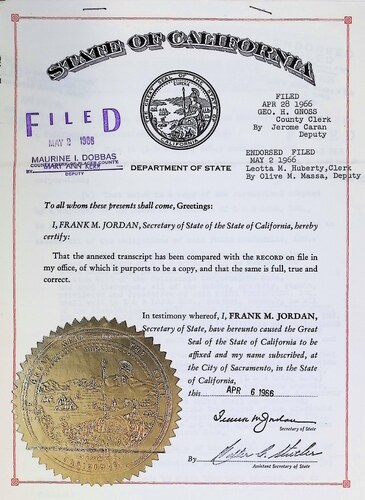 STATE OF CALIFORNIA
FILED
APR 28 1966
GEO. H. GNOSS
County Clerk
By Jerome Caran
Deputy
FILED
MAY 2 1966
MAURINE I. DOBBAS
DEPUTY
ENDORSED FILED
MAY 2 1966
Leotta M. Huberty, Clerk
By Olive M. Massa, Deputy
DEPARTMENT OF STATE
To all whom these presents shall come, Greetings:
I, FRANK M. JORDAN, Secretary of State of the State of California, hereby
certify:
That the annexed transcript has been compared with the RECORD on file in
my office, of which it purports to be a copy, and that the same is full, true and
correct.
In testimony whereof, I, FRANK M. JORDAN,
Secretary of State, have hereunto caused the Great
Seal of the State of California to be
affixed and my name subscribed, at
the City of Sacramento, in the State
of California,
this APR 6 1966
Frank M. Jordan
Secretary of State
By
Assistant Secretary of State